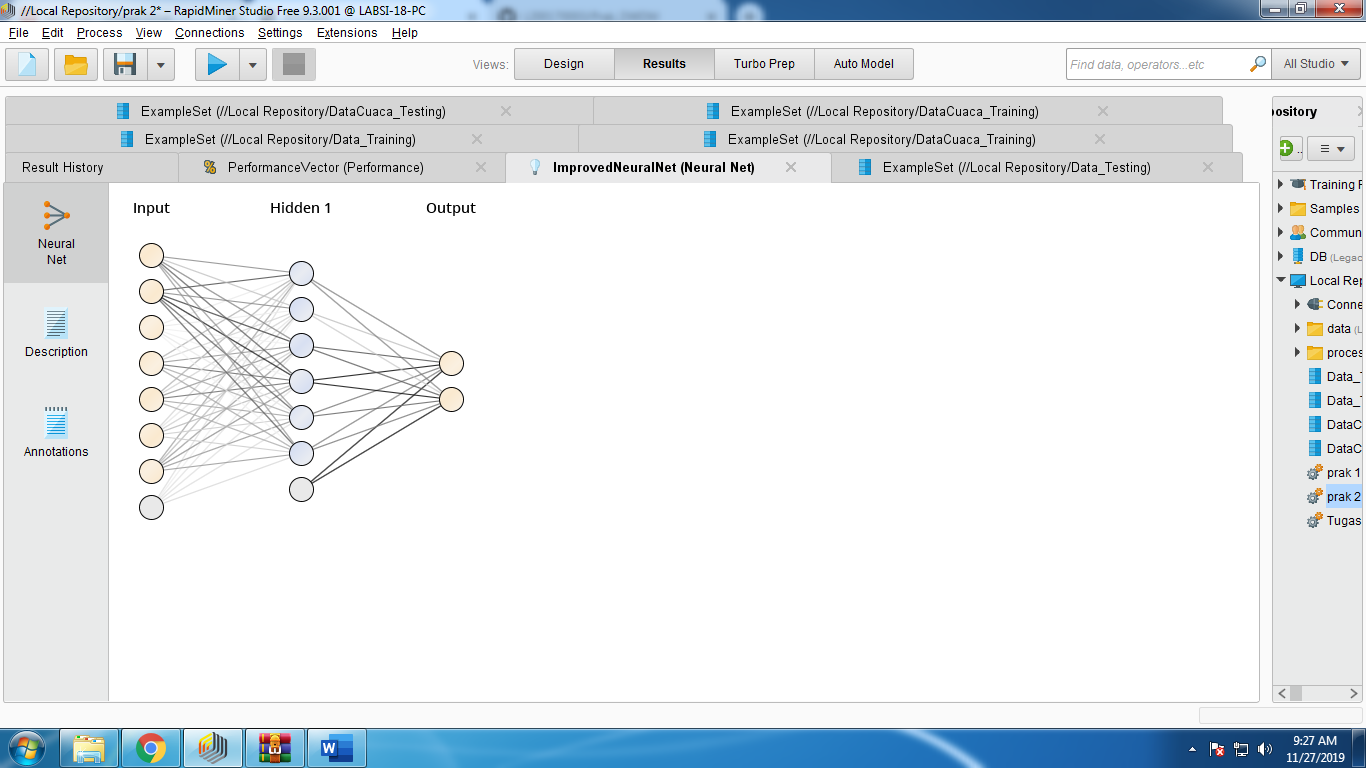 //Local Repository/prak 2* – RapidMiner Studio Free 9.3.001 @ LABSI-18-PC
File Edit Process View Connections Settings Extensions Help
Views: Design Results Turbo Prep Auto Model Find data, operators...etc All Studio
ExampleSet (///Local Repository/DataCuaca_Testing) ExampleSet (///Local Repository/DataCuaca_Training)
ExampleSet (///Local Repository/Data_Training) ExampleSet (///Local Repository/DataCuaca_Training)
Result History PerformanceVector (Performance) ImprovedNeuralNet (Neural Net) ExampleSet (///Local Repository/Data_Testing)
Neural
Net
Description
Annotations
Input Hidden 1 Output
pository
Training F
Samples
Commun
DB (Legac
Local Rep
Conne
data (L
proces
Data_T
Data_T
DataC
DataC
prak 1
prak 2
Tugas
9:27 AM
11/27/2019